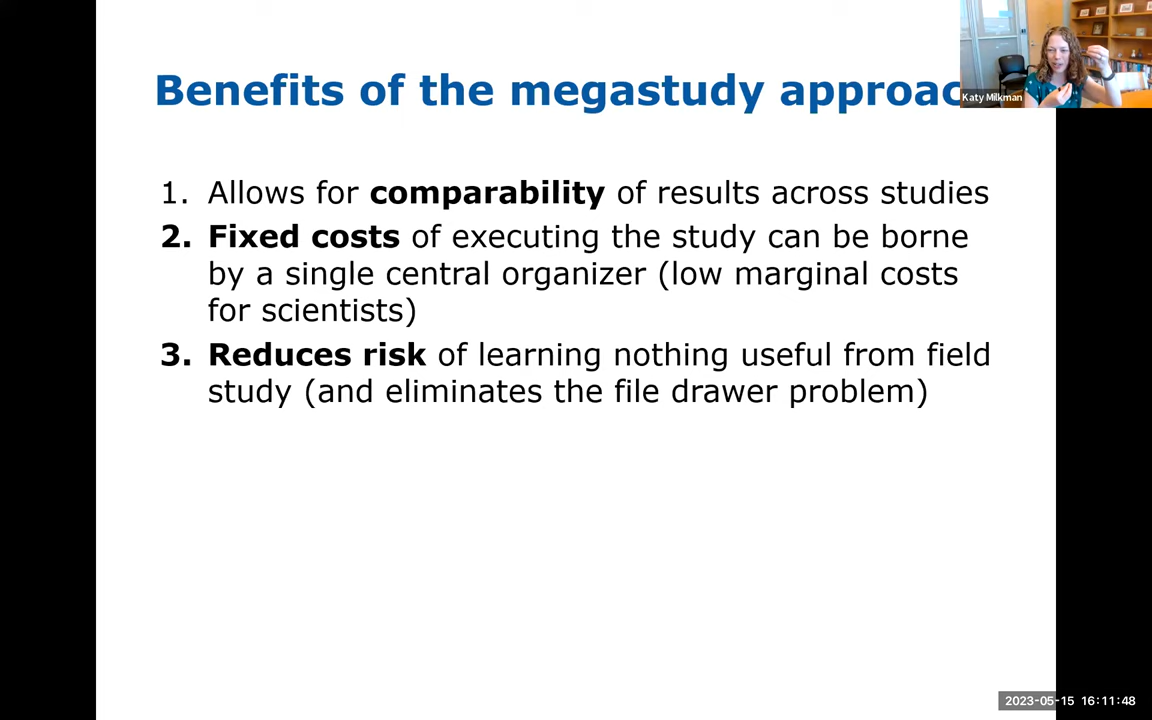 Benefits of the megastudy approac
Katy Milkman
1. Allows for comparability of results across studies
2. Fixed costs of executing the study can be borne
by a single central organizer (low marginal costs
for scientists)
3. Reduces risk of learning nothing useful from field
study (and eliminates the file drawer problem)
2023-05-15 16:11:48